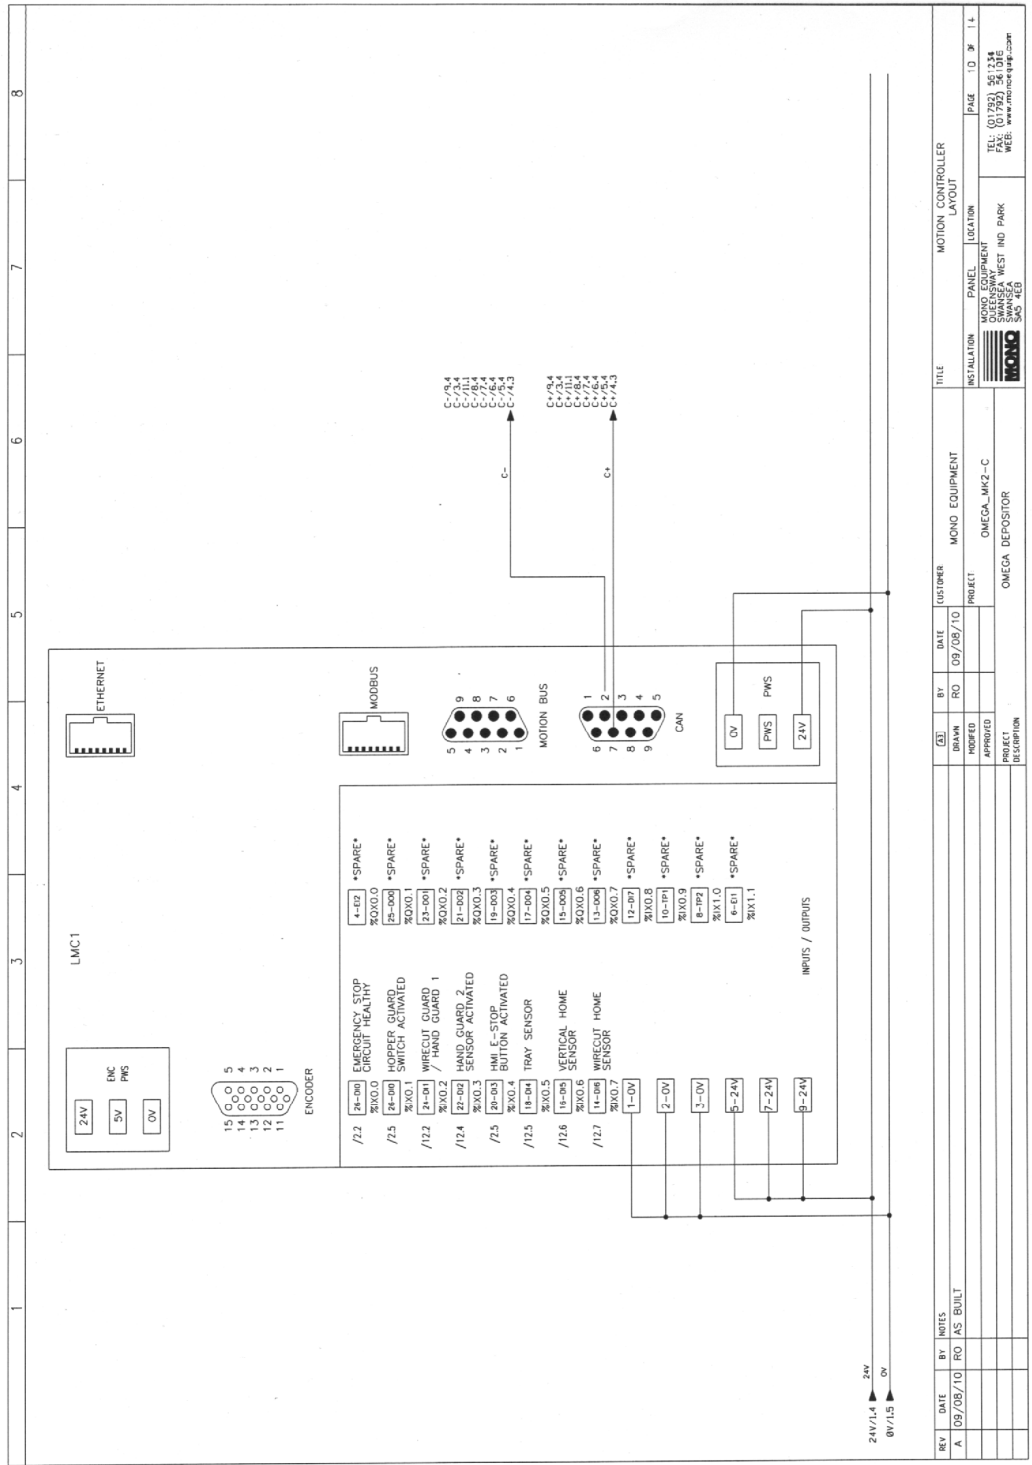 1 2 3 4 5 6 7 8
LMC1
24V
5V
0V
ENC
PWS
15 5
14 4
13 3
12 2
11 1
ENCODER
ETHERNET
MODBUS
5 9
4 8
3 7
2 6
1
MOTION BUS
1
6 2
7 3
8 4
9 5
CAN
0V
PWS PWS
24V
/2.2 26-DI0 EMERGENCY STOP
%IX0.0 CIRCUIT HEALTHY
/2.5 26-DI0 HOPPER GUARD
%IX0.1 SWITCH ACTIVATED
/12.2 24-DI1 WIRECUT GUARD
%IX0.2 / HAND GUARD 1
/12.4 22-DI2 HAND GUARD 2
%IX0.3 SENSOR ACTIVATED
/2.5 20-DI3 HMI E-STOP
%IX0.4 BUTTON ACTIVATED
/12.5 18-DI4 TRAY SENSOR
%IX0.5
/12.6 16-DI5 VERTICAL HOME
%IX0.6 SENSOR
/12.7 14-DI6 WIRECUT HOME
%IX0.7 SENSOR
1-0V
2-0V
3-0V
5-24V
7-24V
9-24V
4-EI2 *SPARE*
%QX0.0
25-DO0 *SPARE*
%QX0.1
23-DO1 *SPARE*
%QX0.2
21-DO2 *SPARE*
%QX0.3
19-DO3 *SPARE*
%QX0.4
17-DO4 *SPARE*
%QX0.5
15-DO5 *SPARE*
%QX0.6
13-DO6 *SPARE*
%QX0.7
12-DI7 *SPARE*
%IX0.8
10-TP1 *SPARE*
%IX0.9
8-TP2 *SPARE*
%IX1.0
6-EI1 *SPARE*
%IX1.1
INPUTS / OUTPUTS
C-
C-/9.4
C-/3.4
C-/11.1
C-/8.4
C-/7.4
C-/6.4
C-/5.4
C-/4.3
C+
C+/9.4
C+/3.4
C+/11.1
C+/8.4
C+/7.4
C+/6.4
C+/5.4
C+/4.3
24V/1.4 24V
0V/1.5 0V
REV DATE BY NOTES
A 09/08/10 RO AS BUILT
A3 BY DATE
DRAWN RO 09/08/10
MODIFIED
APPROVED
PROJECT
DESCRIPTION
OMEGA DEPOSITOR
CUSTOMER
MONO EQUIPMENT
PROJECT
OMEGA_MK2-C
TITLE MOTION CONTROLLER
LAYOUT
INSTALLATION PANEL LOCATION PAGE 10 OF 14
MONO
MONO EQUIPMENT
QUEENSWAY
SWANSEA WEST IND PARK
SWANSEA
SA5 4EB
TEL: (01792) 561234
FAX: (01792) 561016
WEB: www.monoequip.com